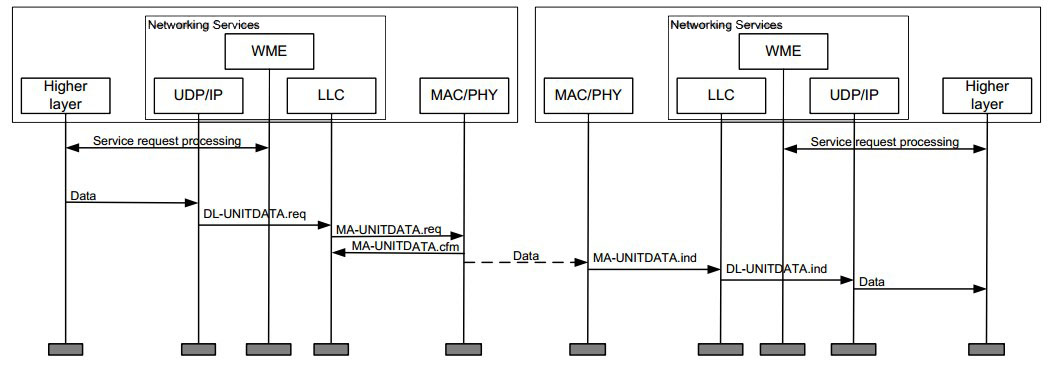 Networking Services
WME
Higher
layer
UDP/IP
LLC
MAC/PHY
Networking Services
WME
MAC/PHY
LLC
UDP/IP
Higher
layer
Service request processing
Service request processing
Data
DL-UNITDATA.req
MA-UNITDATA.req
MA-UNITDATA.cfm
Data
MA-UNITDATA.ind
DL-UNITDATA.ind
Data